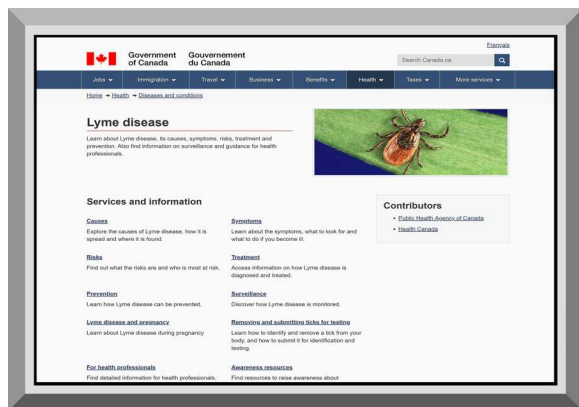 Français
Government
of Canada
Gouvernement
du Canada
Search Canada.ca
Jobs
Immigration
Travel
Business
Benefits
Health
Taxes
More services
Home → Health → Diseases and conditions
Lyme disease
Learn about Lyme disease, its causes, symptoms, risks, treatment and
prevention. Also find information on surveillance and guidance for health
professionals.
Services and information
Causes
Explore the causes of Lyme disease, how it is
spread and where it is found.
Symptoms
Learn about the symptoms, what to look for and
what to do if you become ill.
Risks
Find out what the risks are and who is most at risk.
Treatment
Access information on how Lyme disease is
diagnosed and treated.
Prevention
Learn how Lyme disease can be prevented.
Surveillance
Discover how Lyme disease is monitored.
Lyme disease and pregnancy
Learn about Lyme disease during pregnancy
Removing and submitting ticks for testing
Learn how to identify and remove a tick from your
body, and how to submit it for identification and
testing.
For health professionals
Find detailed information for health professionals.
Awareness resources
Find resources to raise awareness about
Contributors
• Public Health Agency of Canada
• Health Canada